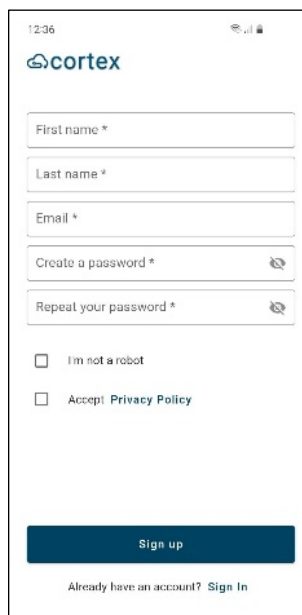 12:36
cortex
First name *
Last name *
Email *
Create a password *
Repeat your password *
I'm not a robot
Accept Privacy Policy
Sign up
Already have an account? Sign In